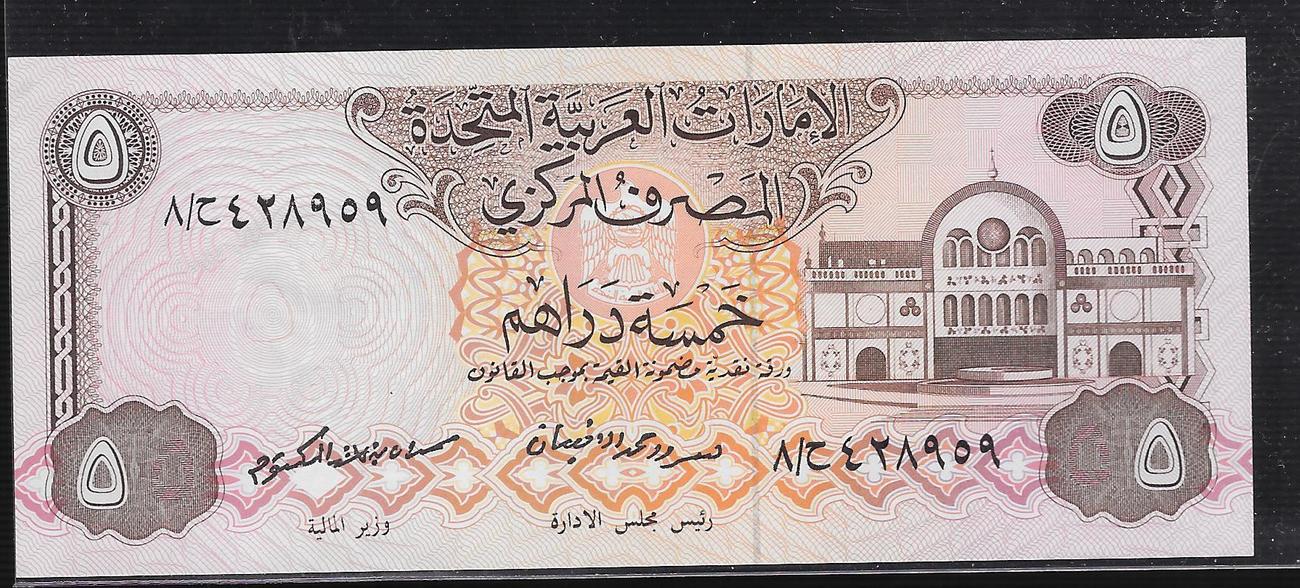 الإمارات العربية المتحدة
المصرف المركزي
٥
٥
٨/ح٤٢٨٩٥٩
خمسة دراهم
ورقة نقدية مضمونة القيمة بموجب القانون
٨/ح٤٢٨٩٥٩
٥
٥
رئيس مجلس الادارة
وزير المالية